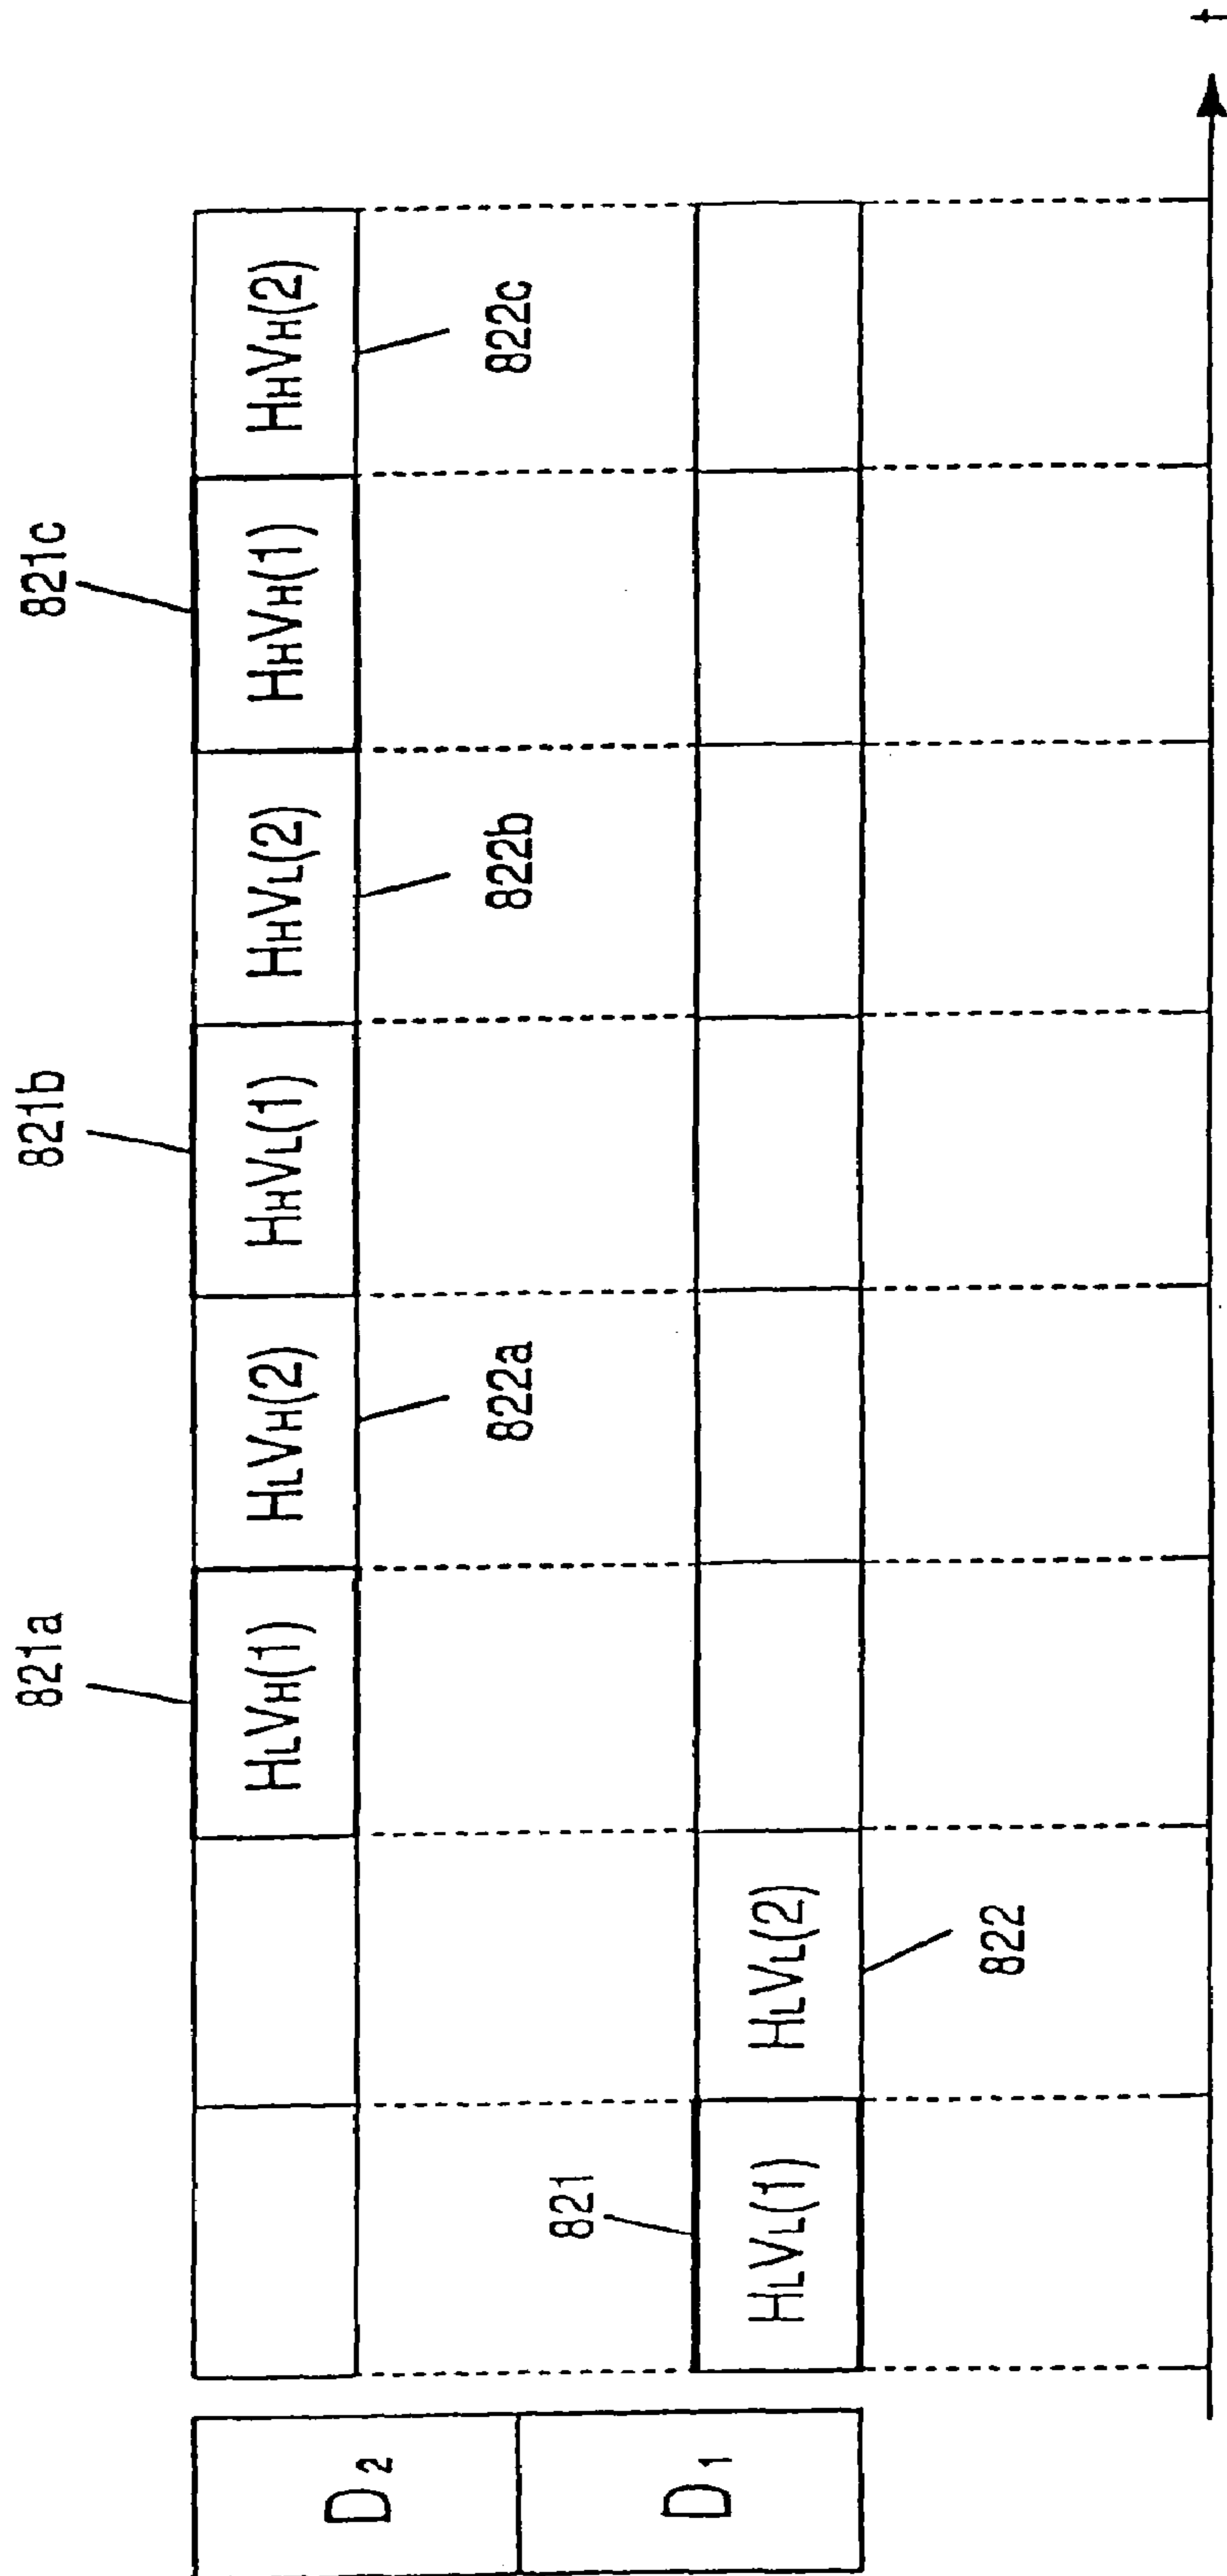 821a 821b 821c
D₂ HLVH(1) HLVH(2) HHVL(1) HHVL(2) HHVH(1) HHVH(2)
822a 822b 822c
821
D₁ HLVL(1) HLVL(2)
822
t